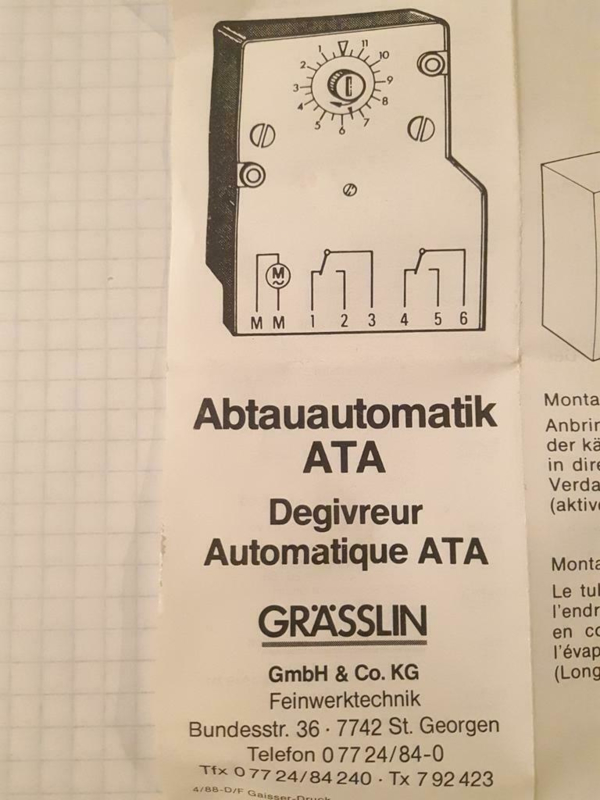 1 11
2 10
3 9
4 8
5 6 7
M
M M 1 2 3 4 5 6
Abtauautomatik
ATA
Degivreur
Automatique ATA
GRÄSSLIN
GmbH & Co. KG
Feinwerktechnik
Bundesstr. 36 · 7742 St. Georgen
Telefon 0 77 24/84-0
Tfx 0 77 24/84 240 · Tx 7 92 423
4/88-D/F Gaisser-Druck
Monta
Anbrin
der kä
in dire
Verda
(aktive
Monta
Le tul
l'endr
en co
l'évap
(Long